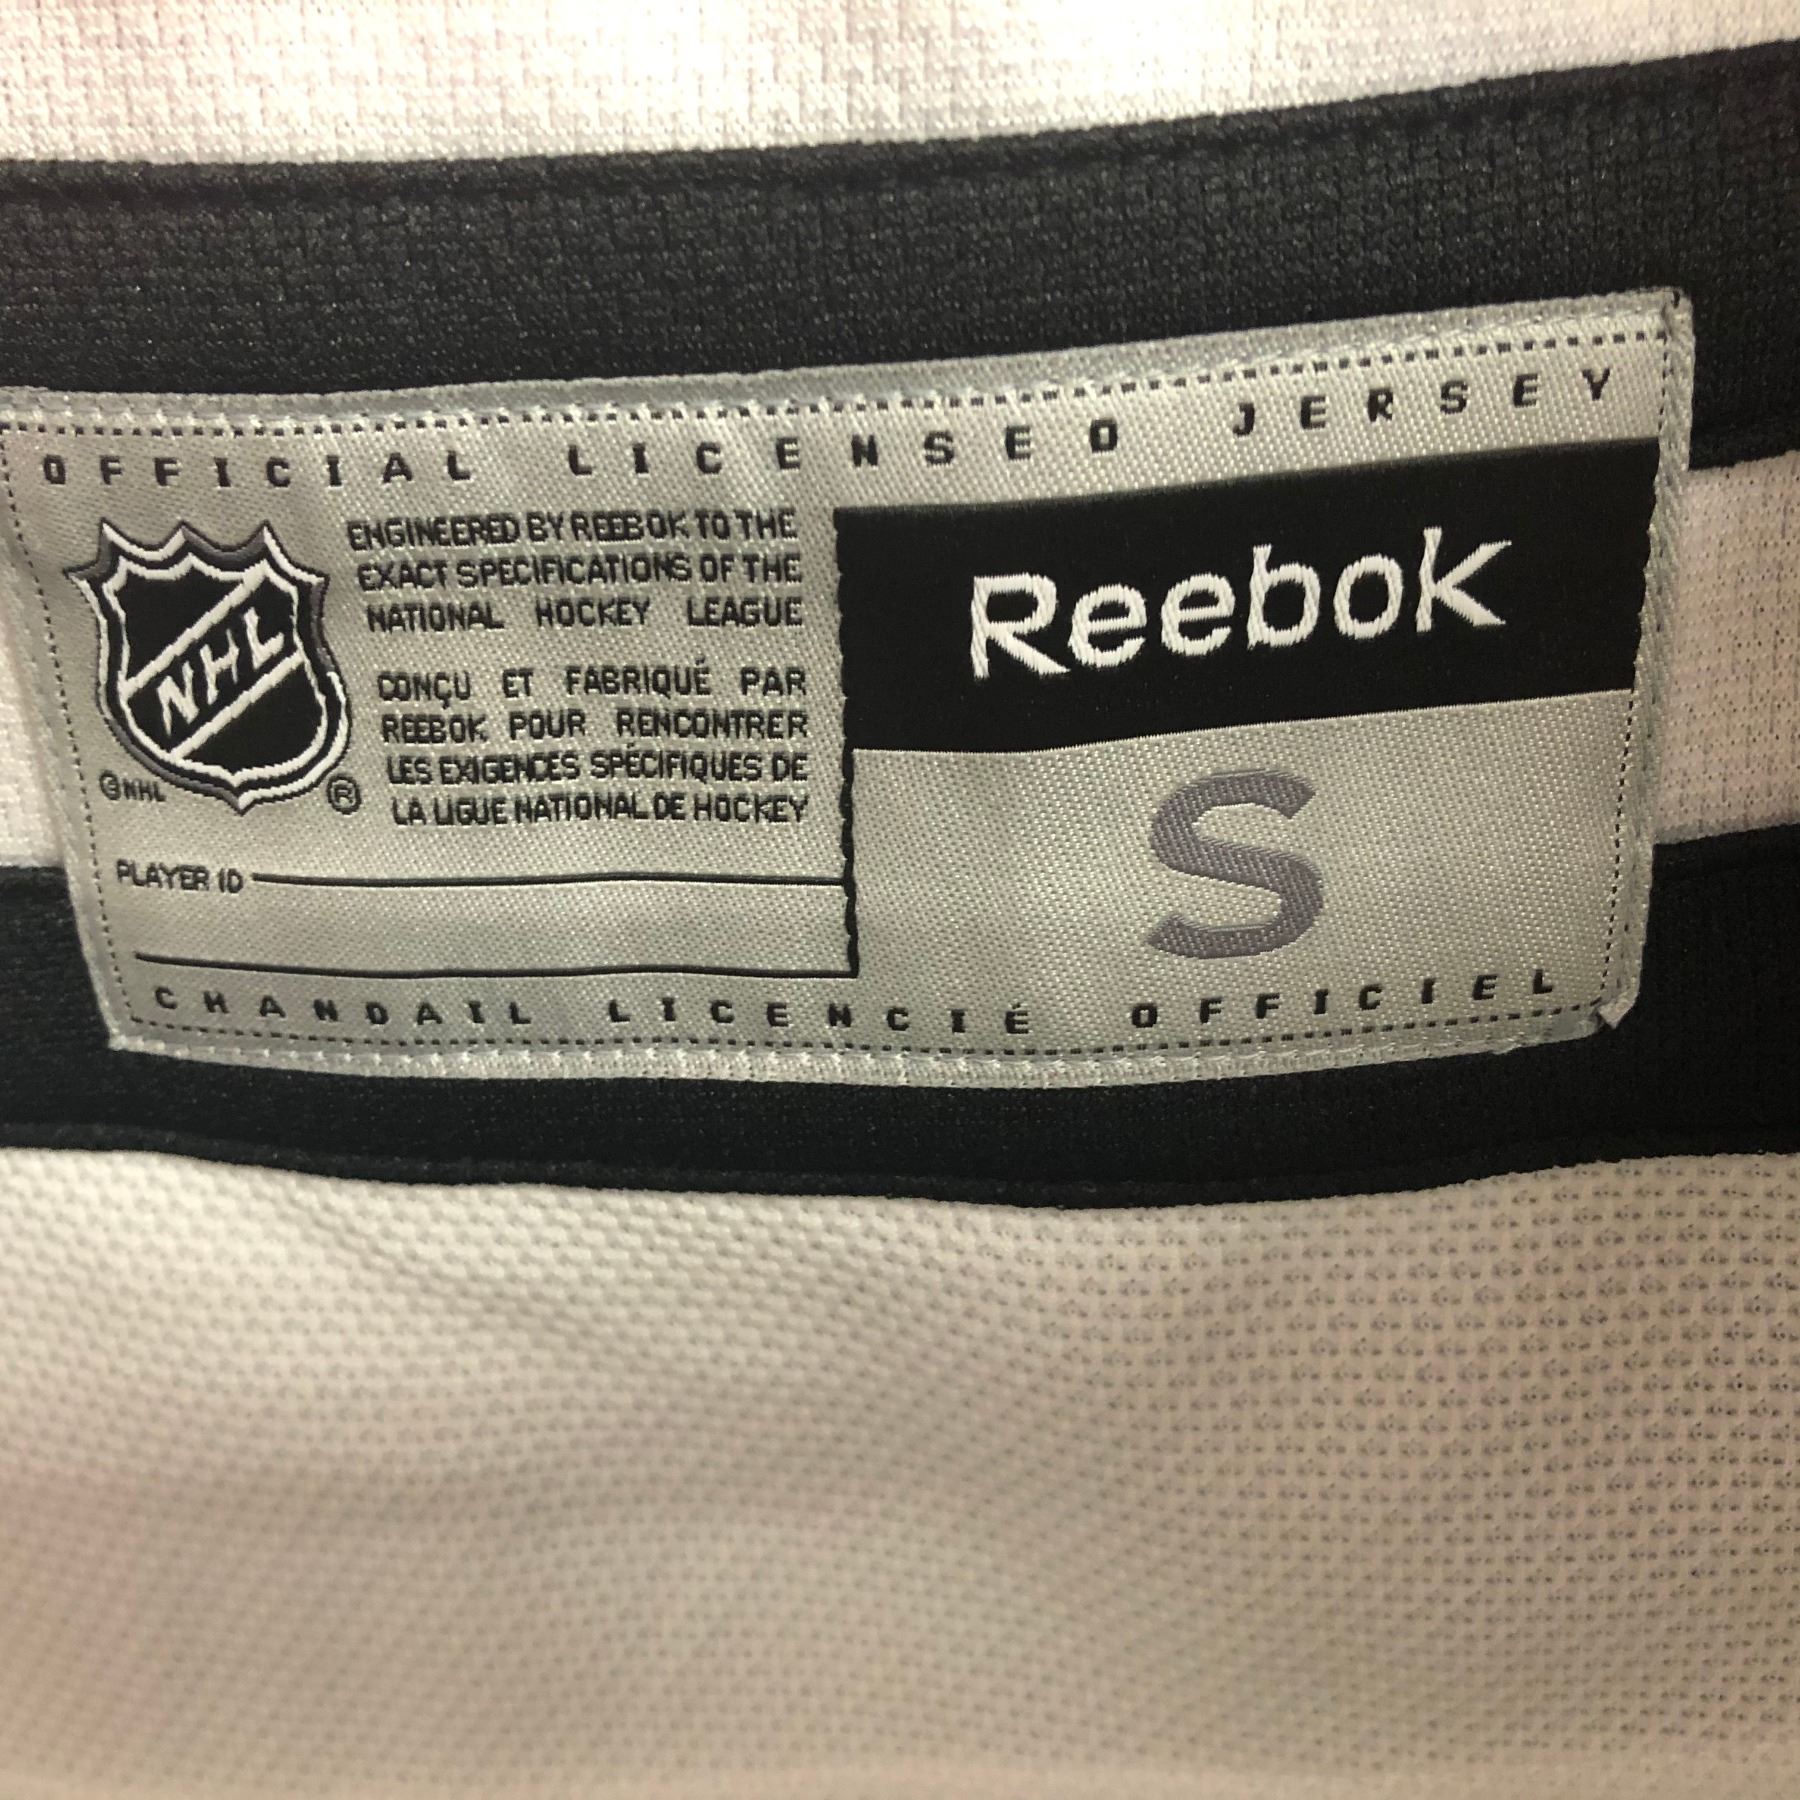 OFFICIAL LICENSED JERSEY
NHL
©NHL
®
ENGINEERED BY REEBOK TO THE
EXACT SPECIFICATIONS OF THE
NATIONAL HOCKEY LEAGUE
CONÇU ET FABRIQUÉ PAR
REEBOK POUR RENCONTRER
LES EXIGENCES SPÉCIFIQUES DE
LA LIGUE NATIONAL DE HOCKEY
PLAYER ID
Reebok
S
CHANDAIL LICENCIÉ OFFICIEL